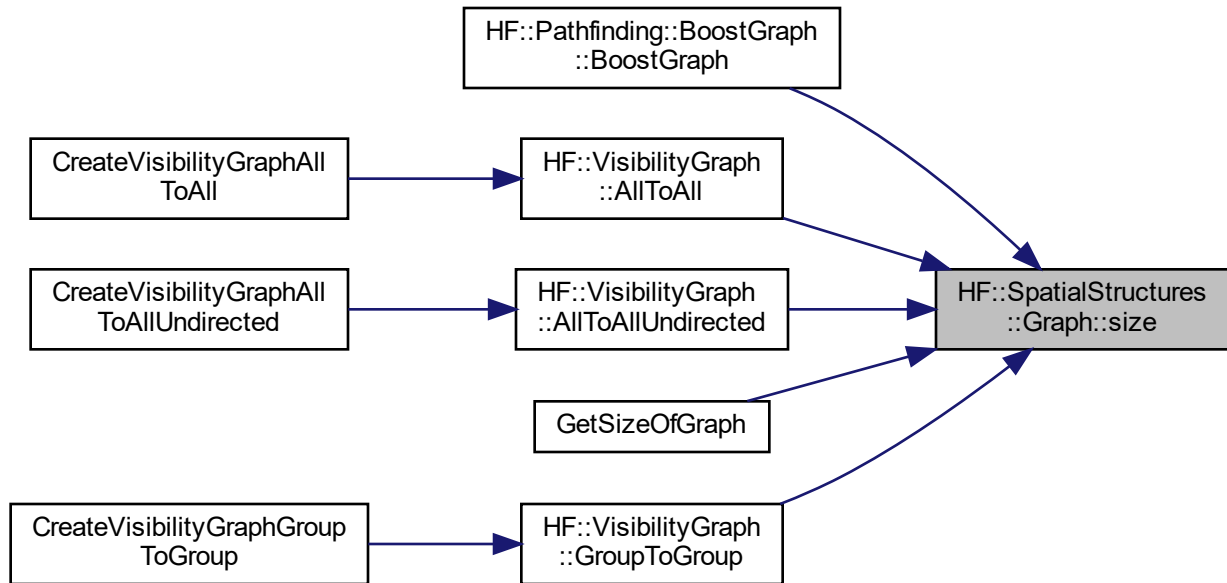 HF::Pathfinding::BoostGraph
::BoostGraph
CreateVisibilityGraphAll
ToAll
HF::VisibilityGraph
::AllToAll
CreateVisibilityGraphAll
ToAllUndirected
HF::VisibilityGraph
::AllToAllUndirected
HF::SpatialStructures
::Graph::size
GetSizeOfGraph
CreateVisibilityGraphGroup
ToGroup
HF::VisibilityGraph
::GroupToGroup